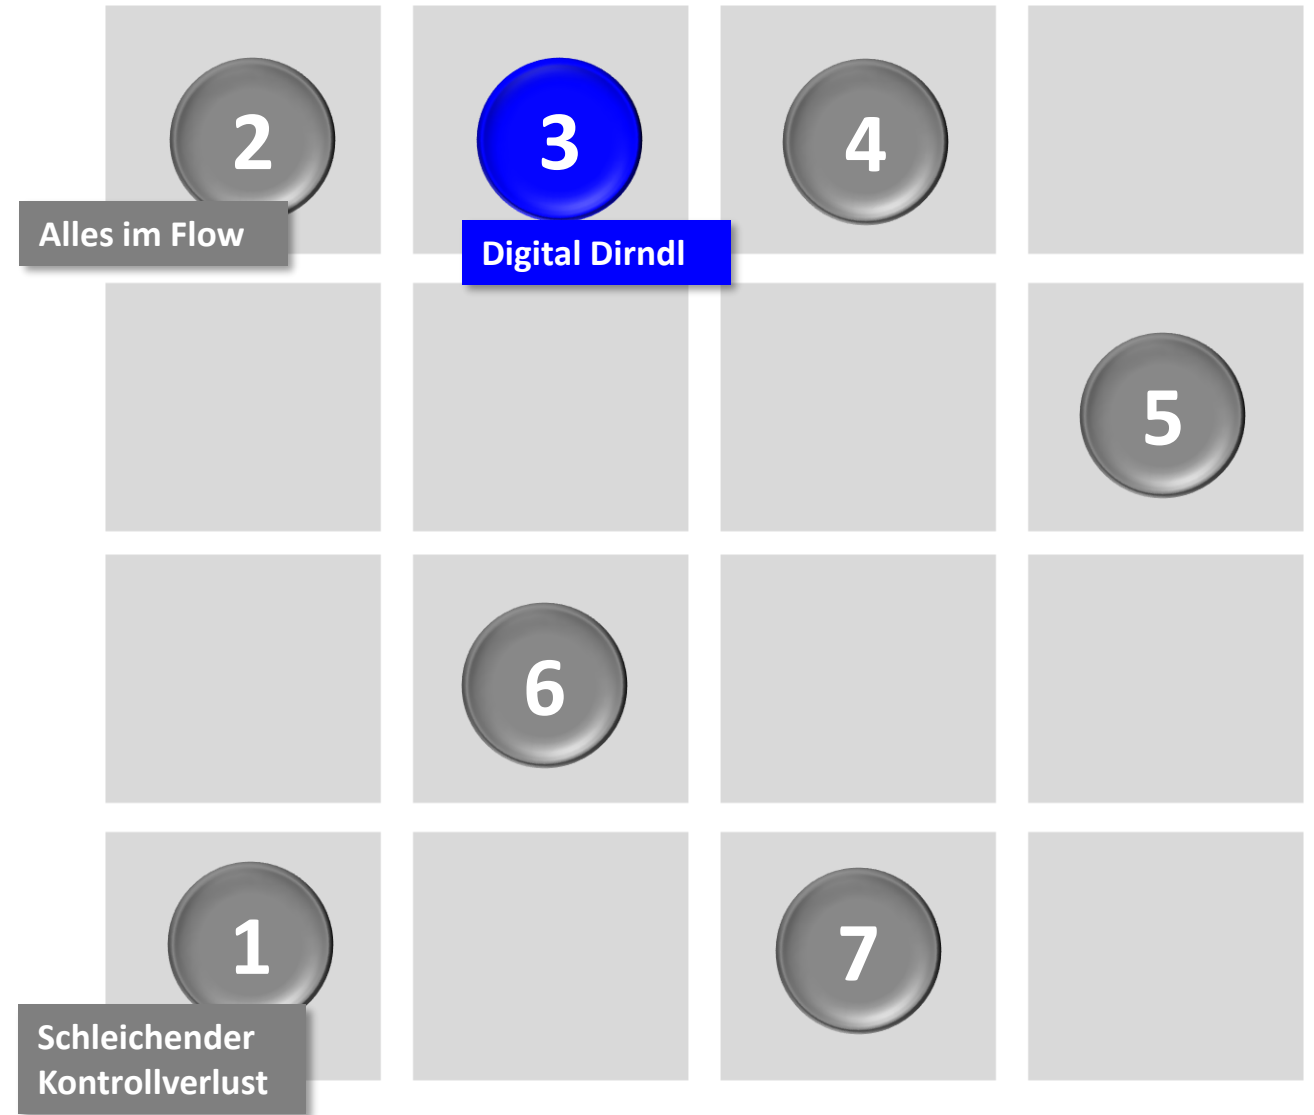 2
3
4
Alles im Flow
Digital Dirndl
5
6
1
7
Schleichender
Kontrollverlust